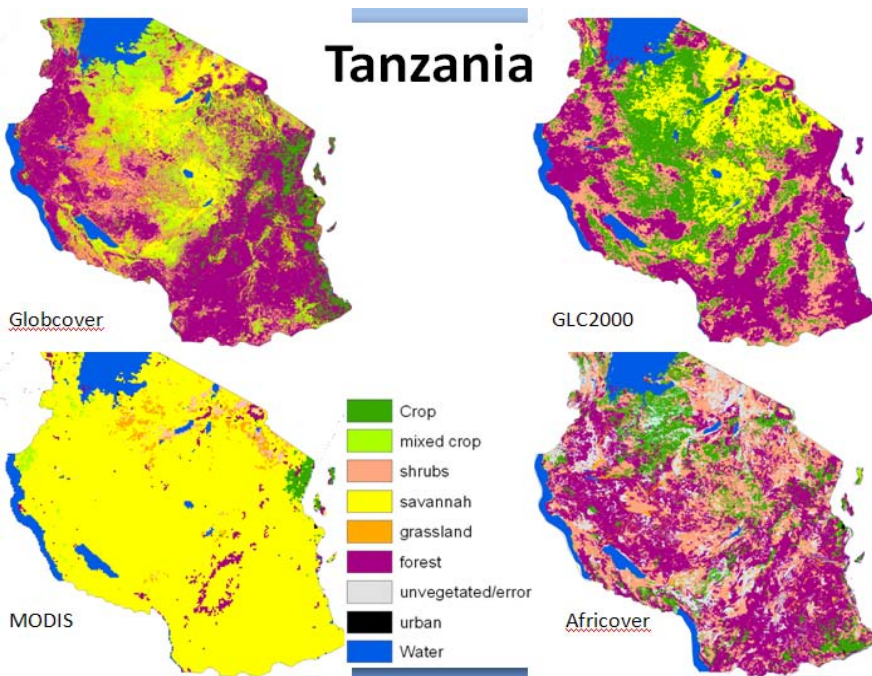 Tanzania
Globcover
GLC2000
Crop
mixed crop
shrubs
savannah
grassland
forest
unvegetated/error
urban
Water
MODIS
Africover